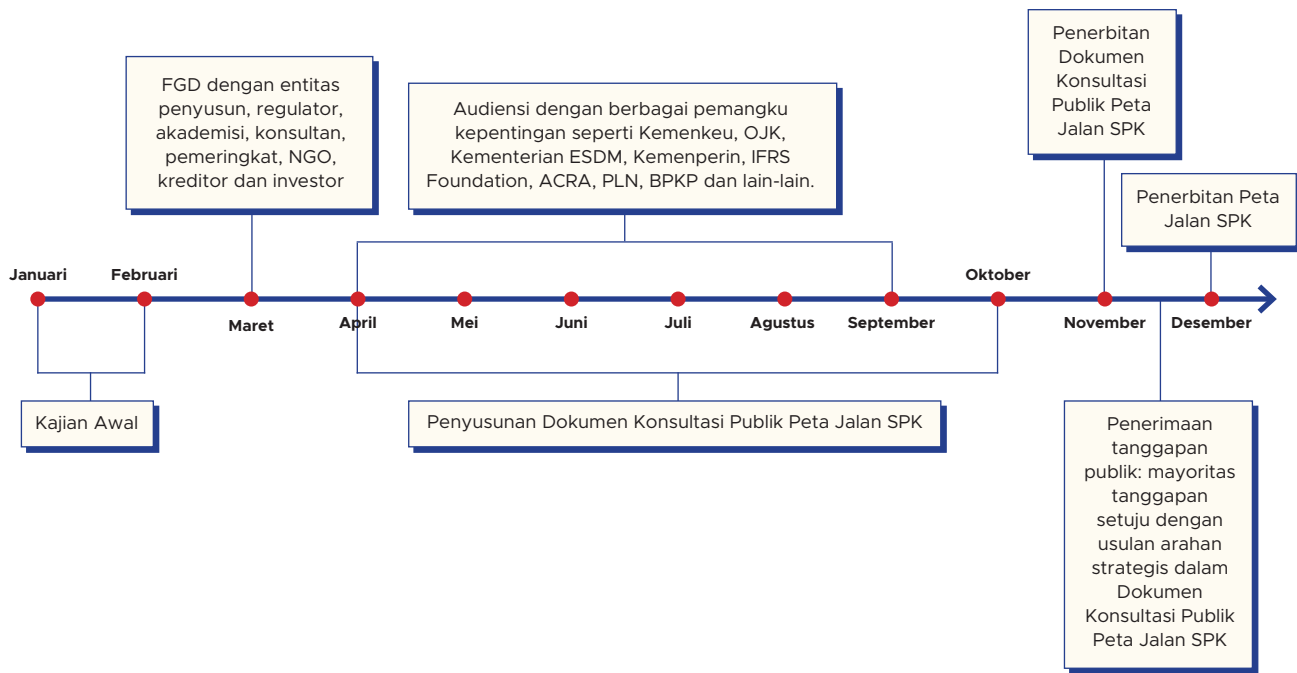 FGD dengan entitas
penyusun, regulator,
akademisi, konsultan,
pemeringkat, NGO,
kreditor dan investor
Audiensi dengan berbagai pemangku
kepentingan seperti Kemenkeu, OJK,
Kementerian ESDM, Kemenperin, IFRS
Foundation, ACRA, PLN, BPKP dan lain-lain.
Penerbitan
Dokumen
Konsultasi
Publik Peta
Jalan SPK
Penerbitan Peta
Jalan SPK
Januari
Februari
Maret
April
Mei
Juni
Juli
Agustus
September
Oktober
November
Desember
Kajian Awal
Penyusunan Dokumen Konsultasi Publik Peta Jalan SPK
Penerimaan
tanggapan
publik: mayoritas
tanggapan
setuju dengan
usulan arahan
strategis dalam
Dokumen
Konsultasi Publik
Peta Jalan SPK